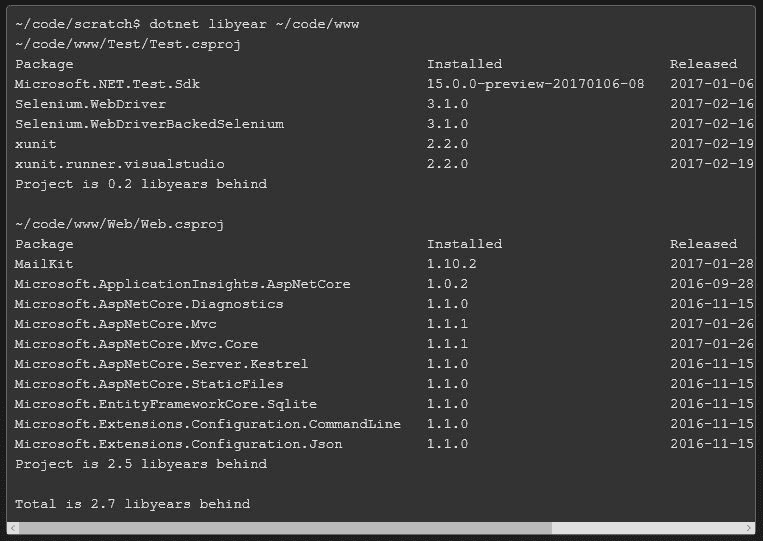 ~/code/scratch$ dotnet libyear ~/code/www
~/code/www/Test/Test.csproj
Package Installed Released
Microsoft.NET.Test.Sdk 15.0.0-preview-20170106-08 2017-01-06
Selenium.WebDriver 3.1.0 2017-02-16
Selenium.WebDriverBackedSelenium 3.1.0 2017-02-16
xunit 2.2.0 2017-02-19
xunit.runner.visualstudio 2.2.0 2017-02-19
Project is 0.2 libyears behind

~/code/www/Web/Web.csproj
Package Installed Released
MailKit 1.10.2 2017-01-28
Microsoft.ApplicationInsights.AspNetCore 1.0.2 2016-09-28
Microsoft.AspNetCore.Diagnostics 1.1.0 2016-11-15
Microsoft.AspNetCore.Mvc 1.1.1 2017-01-26
Microsoft.AspNetCore.Mvc.Core 1.1.1 2017-01-26
Microsoft.AspNetCore.Server.Kestrel 1.1.0 2016-11-15
Microsoft.AspNetCore.StaticFiles 1.1.0 2016-11-15
Microsoft.EntityFrameworkCore.Sqlite 1.1.0 2016-11-15
Microsoft.Extensions.Configuration.CommandLine 1.1.0 2016-11-15
Microsoft.Extensions.Configuration.Json 1.1.0 2016-11-15
Project is 2.5 libyears behind

Total is 2.7 libyears behind